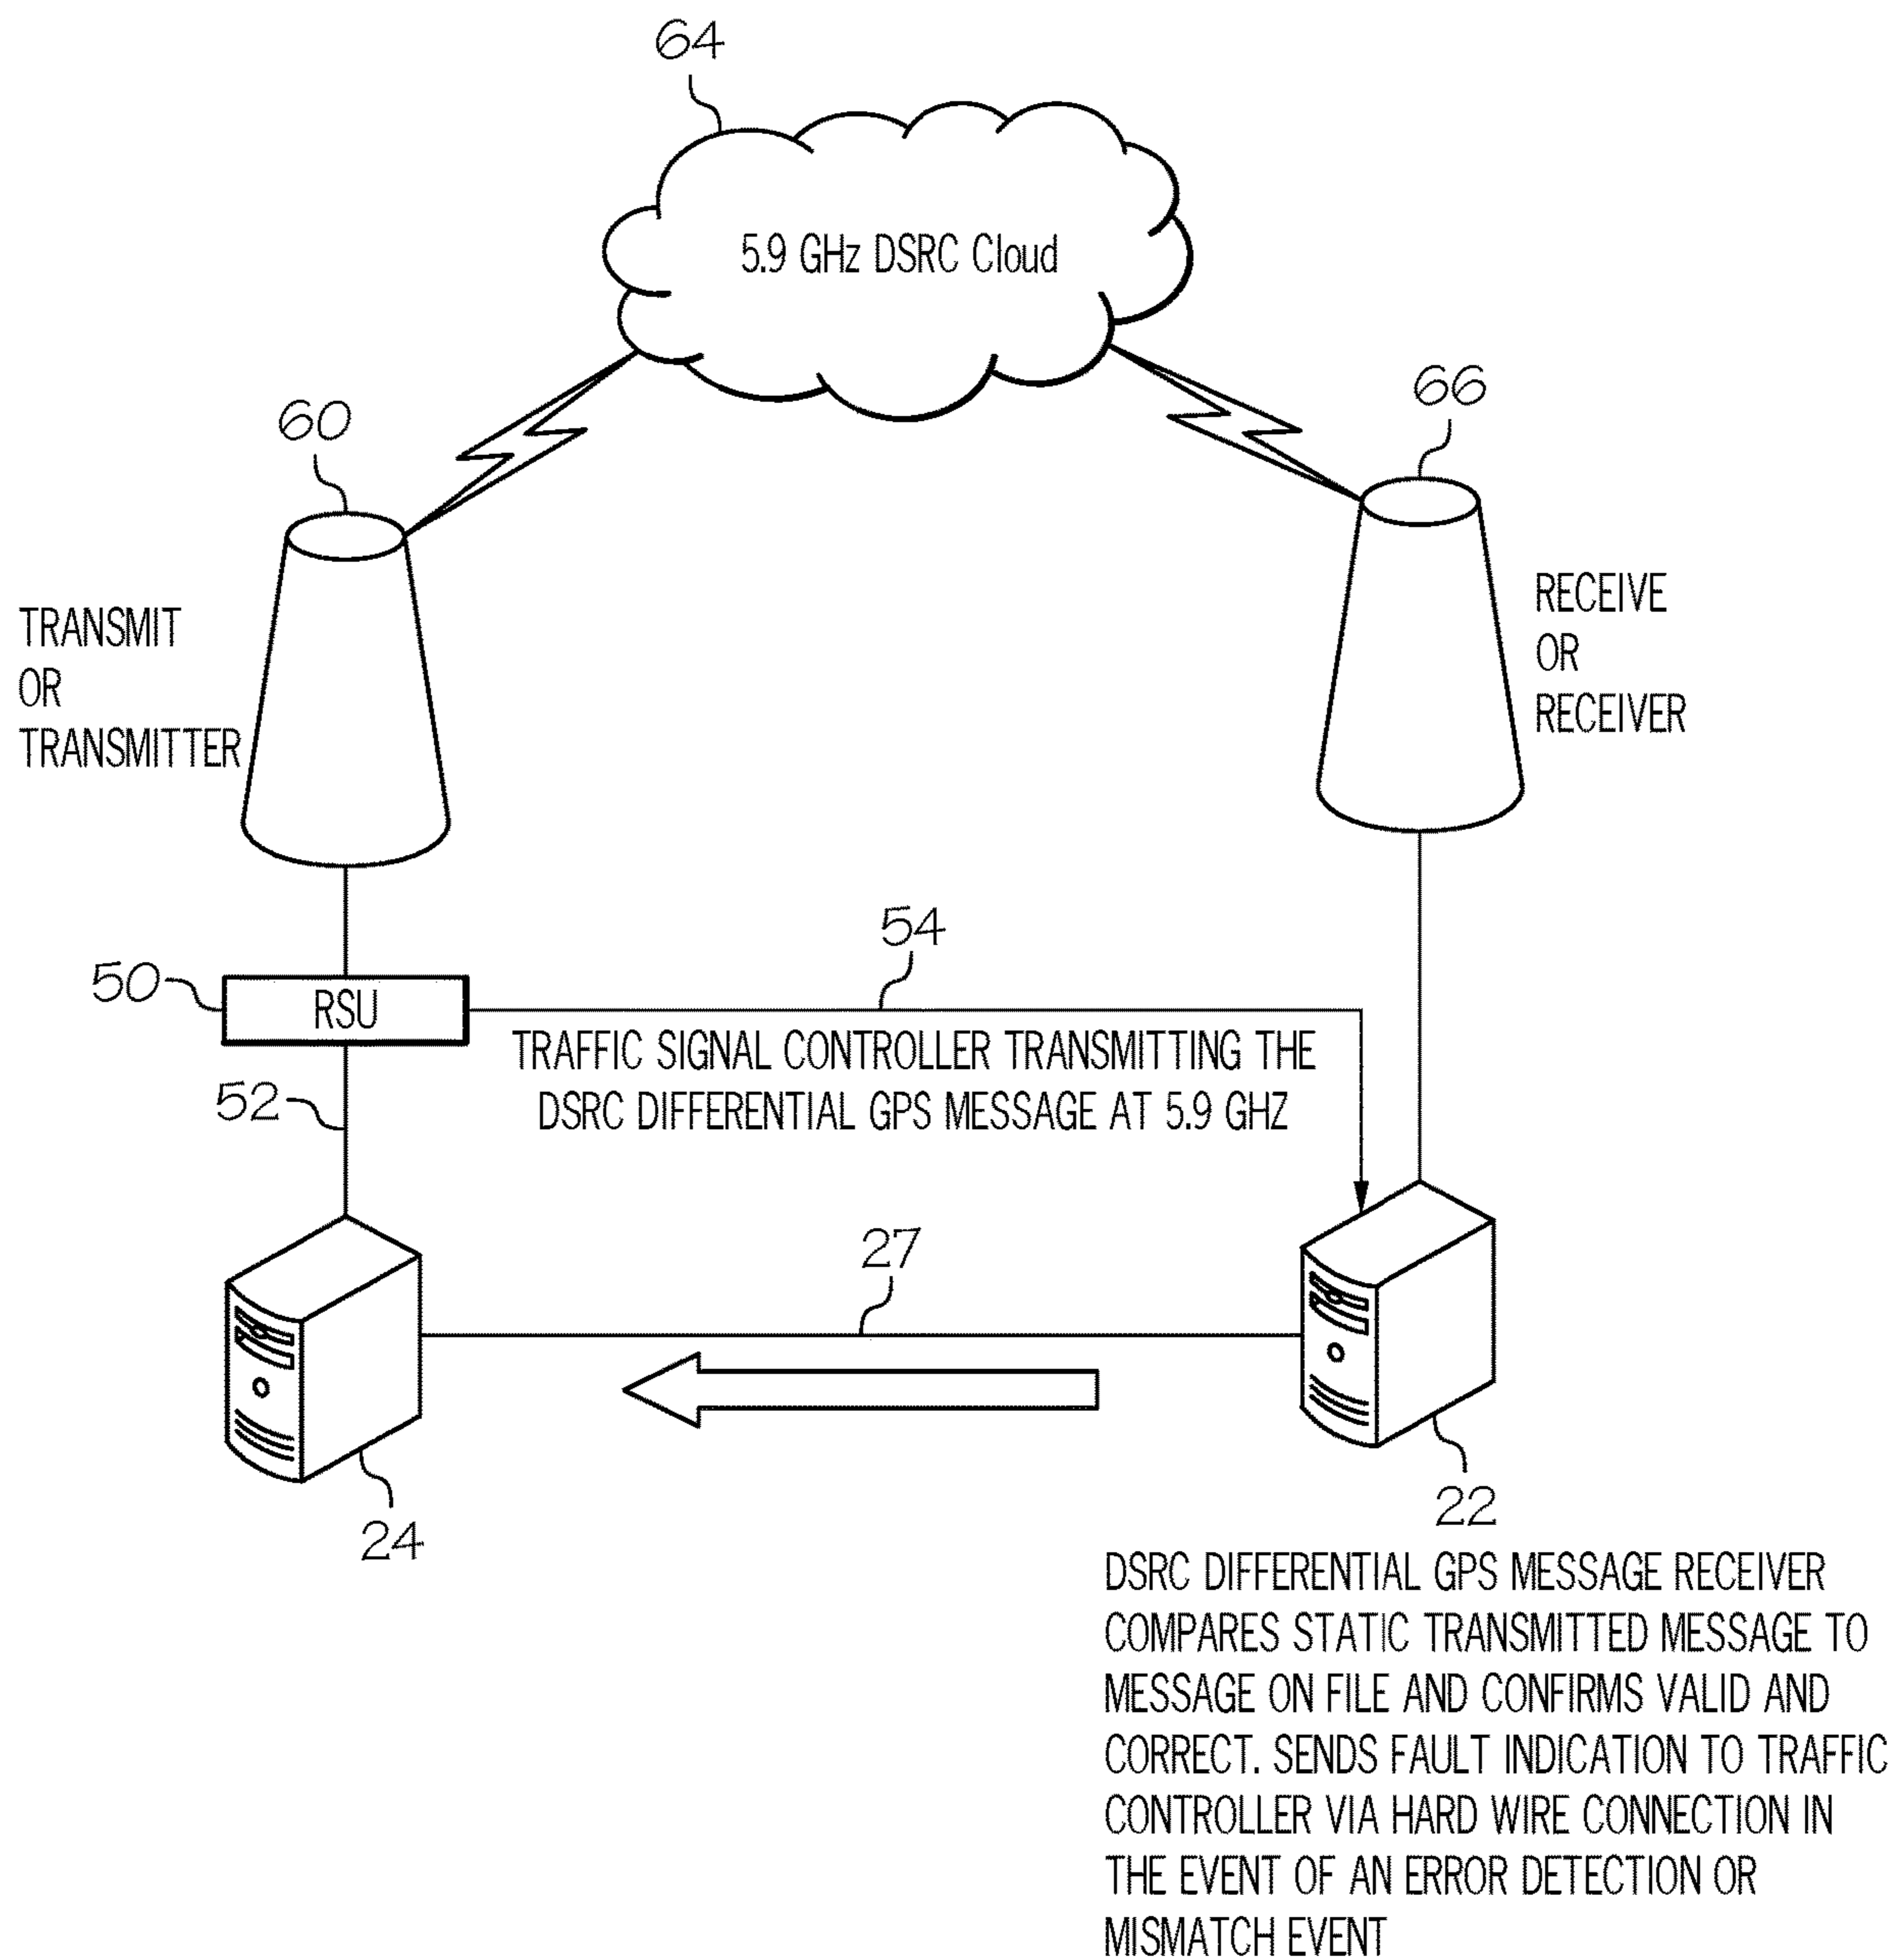 64
5.9 GHz DSRC Cloud
66
60
TRANSMIT
OR
TRANSMITTER
RECEIVE
OR
RECEIVER
54
50
RSU
TRAFFIC SIGNAL CONTROLLER TRANSMITTING THE
DSRC DIFFERENTIAL GPS MESSAGE AT 5.9 GHZ
52
27
24
22
DSRC DIFFERENTIAL GPS MESSAGE RECEIVER
COMPARES STATIC TRANSMITTED MESSAGE TO
MESSAGE ON FILE AND CONFIRMS VALID AND
CORRECT. SENDS FAULT INDICATION TO TRAFFIC
CONTROLLER VIA HARD WIRE CONNECTION IN
THE EVENT OF AN ERROR DETECTION OR
MISMATCH EVENT